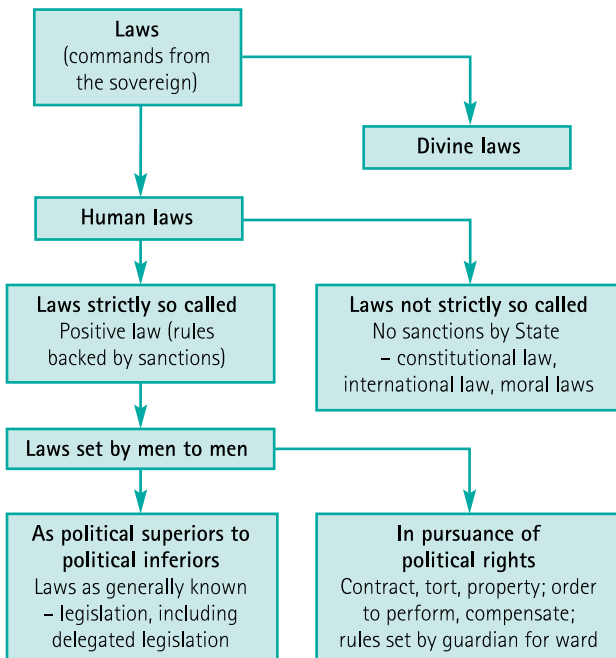 Laws
(commands from
the sovereign)
Divine laws
Human laws
Laws strictly so called
Positive law (rules
backed by sanctions)
Laws not strictly so called
No sanctions by State
– constitutional law,
international law, moral laws
Laws set by men to men
As political superiors to
political inferiors
Laws as generally known
– legislation, including
delegated legislation
In pursuance of
political rights
Contract, tort, property; order
to perform, compensate;
rules set by guardian for ward